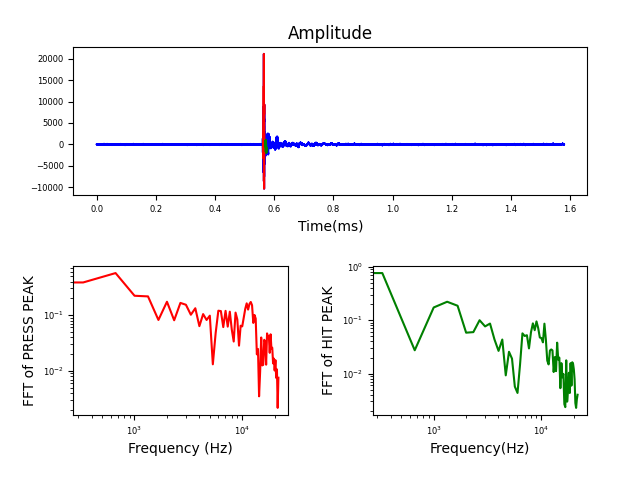 Amplitude
20000
15000
10000
5000
0
−5000
−10000
0.0 0.2 0.4 0.6 0.8 1.0 1.2 1.4 1.6
Time(ms)
FFT of PRESS PEAK
10⁻¹
10⁻²
10³ 10⁴
Frequency (Hz)
FFT of HIT PEAK
10⁰
10⁻¹
10⁻²
10³ 10⁴
Frequency(Hz)